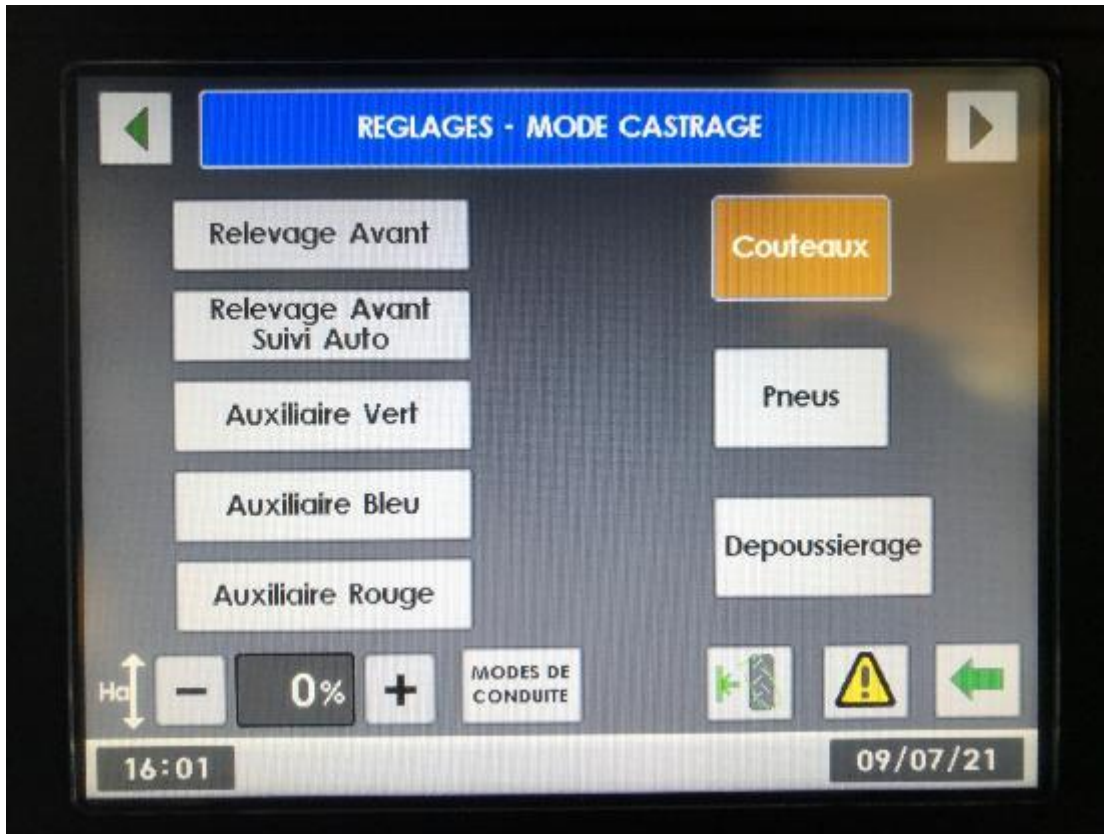 REGLAGES - MODE CASTRAGE
Relevage Avant
Couteaux
Relevage Avant
Suivi Auto
Pneus
Auxiliaire Vert
Auxiliaire Bleu
Depoussierage
Auxiliaire Rouge
Ha
−
0%
+
MODES DE
CONDUITE
16:01
09/07/21